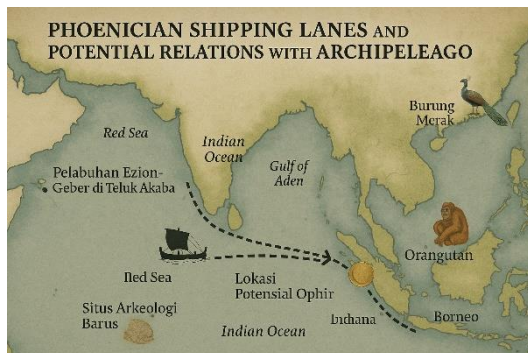 PHOENICIAN SHIPPING LANES AND
POTENTIAL RELATIONS WITH ARCHIPELEAGO
Burung
Merak
Red Sea
Indian
Ocean
Gulf of
Aden
Pelabuhan Ezion-
Geber di Teluk Akaba
Orangutan
Ined Sea
Lokasi
Potensial Ophir
Situs Arkeologi
Barus
Indhana
Borneo
Indian Ocean